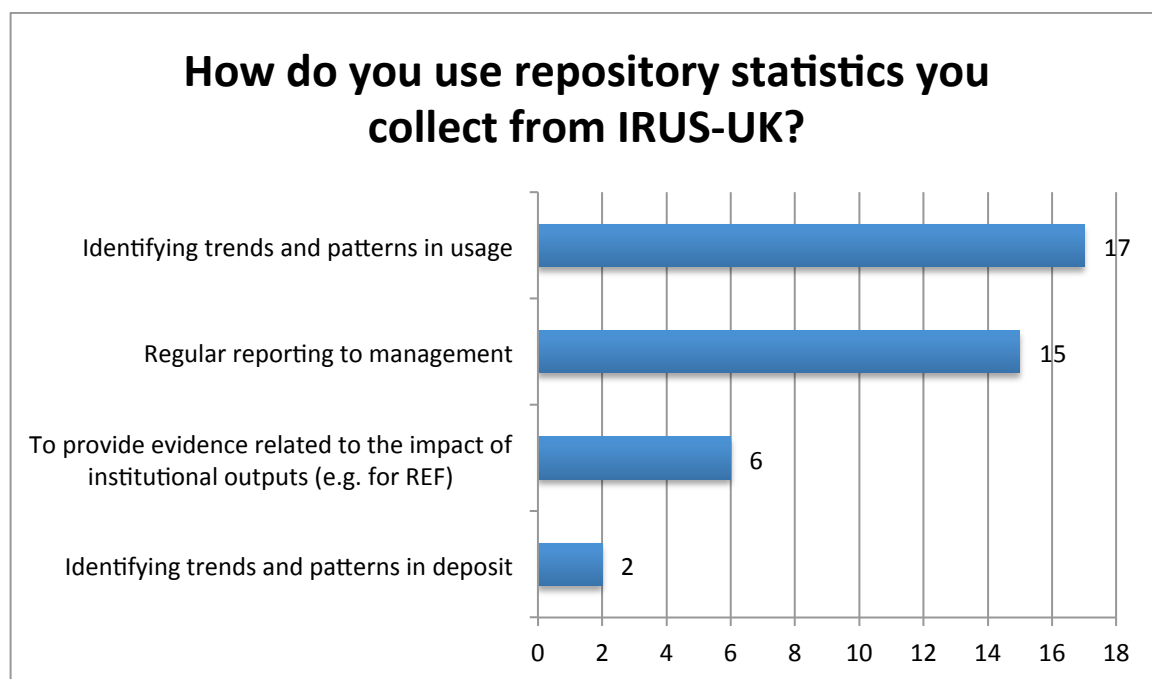 How do you use repository statistics you
collect from IRUS-UK?
Identifying trends and patterns in usage
17
Regular reporting to management
15
To provide evidence related to the impact of
institutional outputs (e.g. for REF)
6
Identifying trends and patterns in deposit
2
0 2 4 6 8 10 12 14 16 18